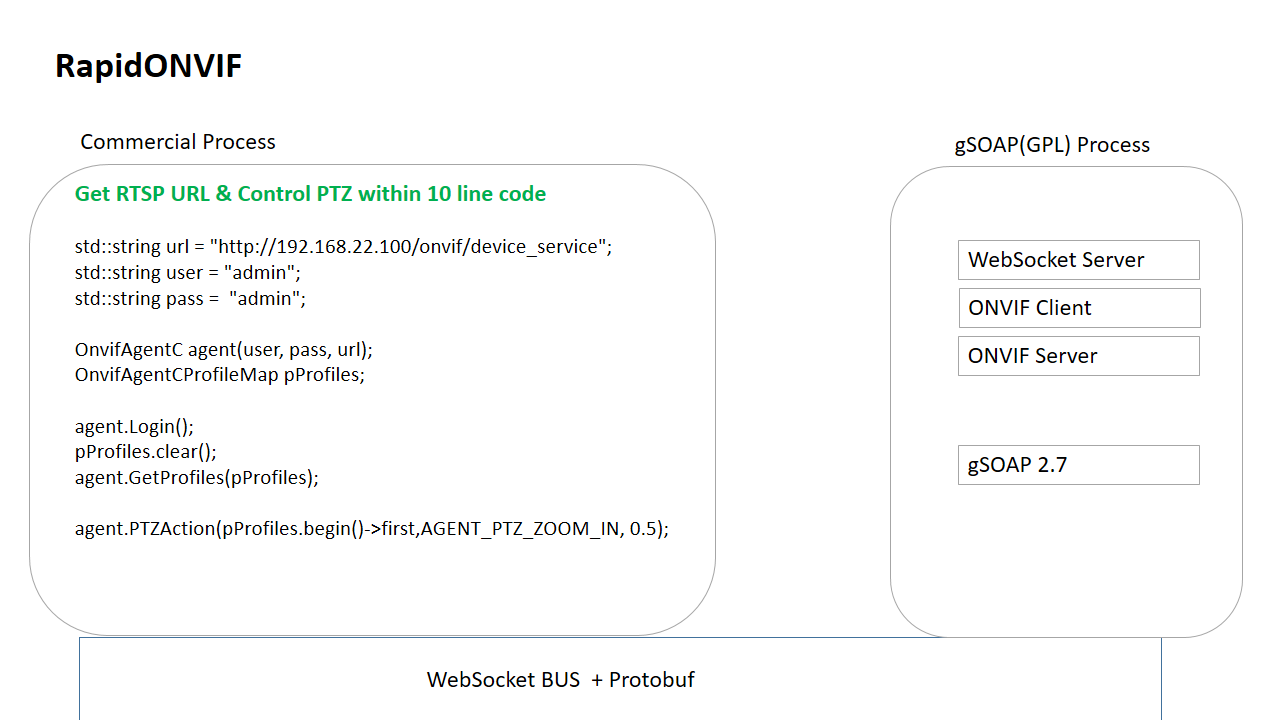 RapidONVIF
Commercial Process
Get RTSP URL & Control PTZ within 10 line code
std::string url = "http://192.168.22.100/onvif/device_service";
std::string user = "admin";
std::string pass =  "admin";
OnvifAgentC agent(user, pass, url);
OnvifAgentCProfileMap pProfiles;
agent.Login();
pProfiles.clear();
agent.GetProfiles(pProfiles);
agent.PTZAction(pProfiles.begin()->first,AGENT_PTZ_ZOOM_IN, 0.5);
gSOAP(GPL) Process
WebSocket Server
ONVIF Client
ONVIF Server
gSOAP 2.7
WebSocket BUS  + Protobuf